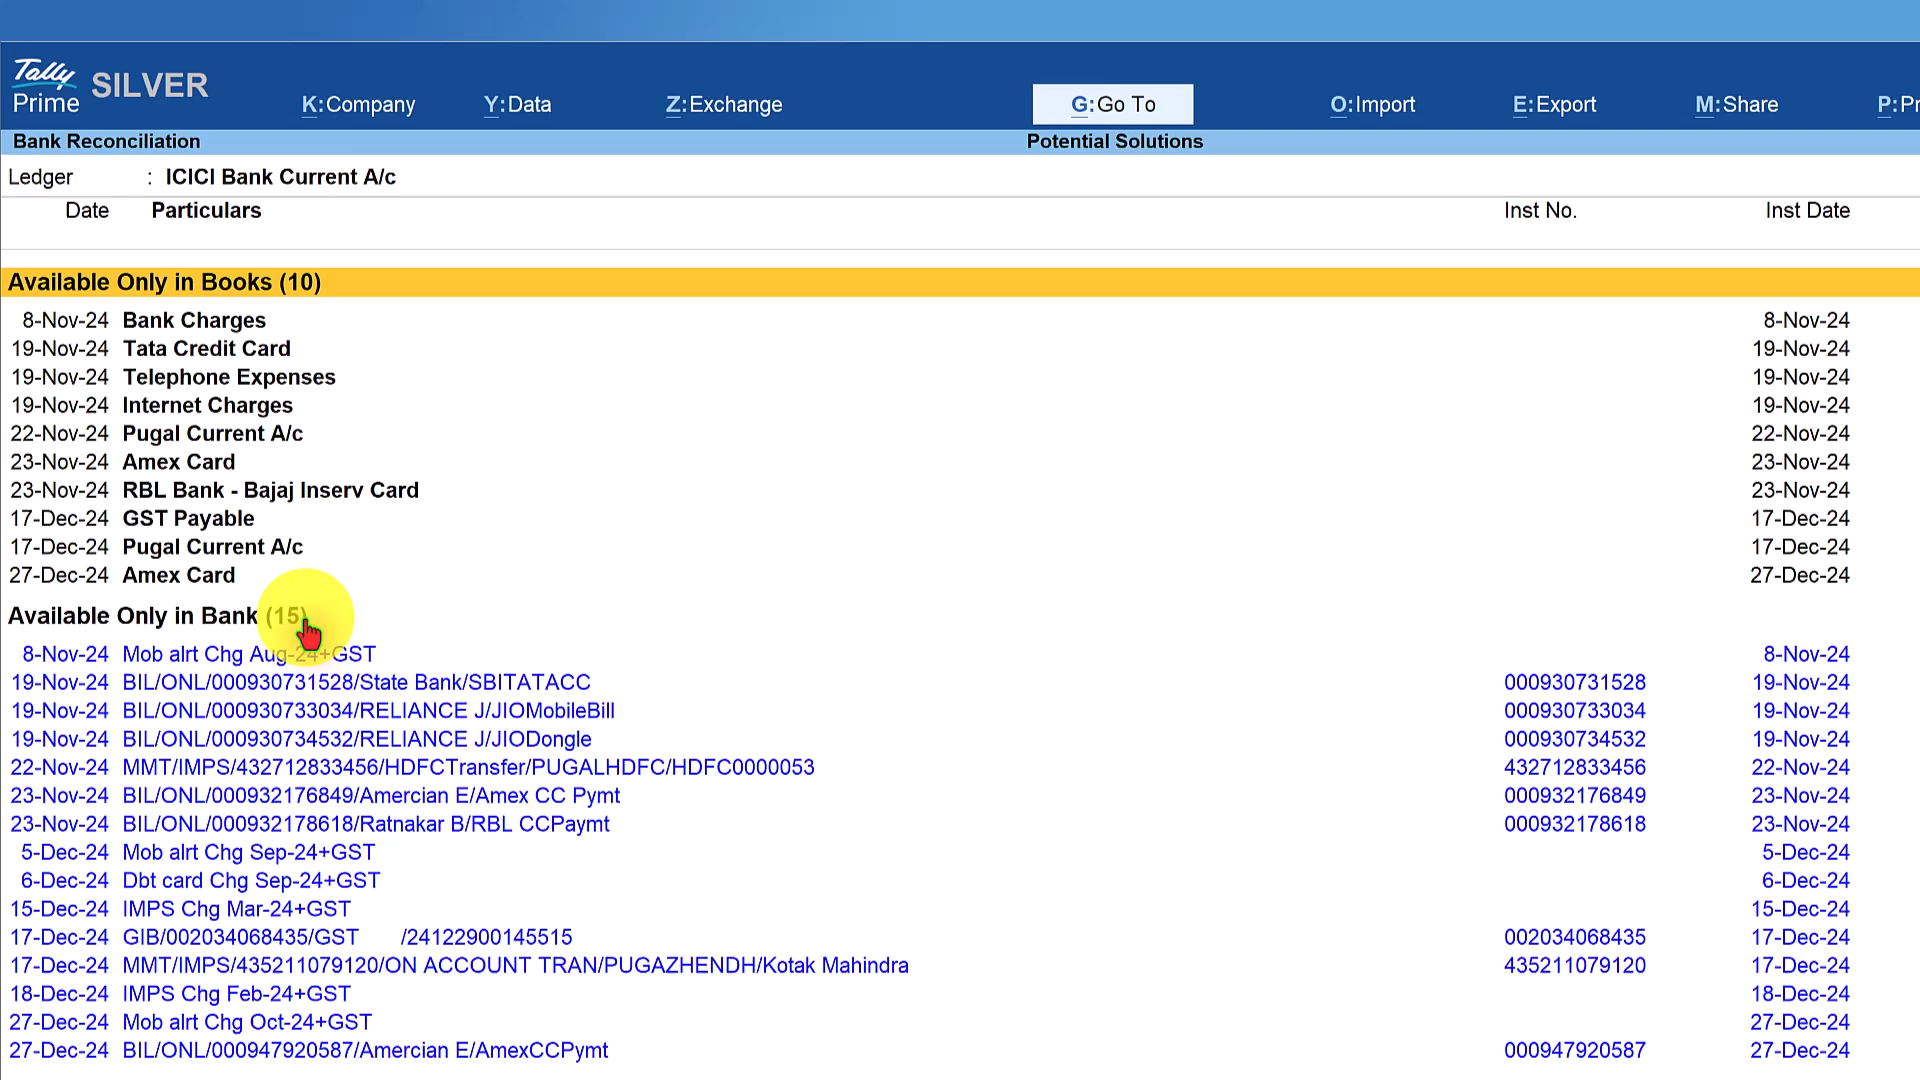 Tally Prime SILVER
K:Company Y:Data Z:Exchange G:Go To O:Import E:Export M:Share P:Pr
Bank Reconciliation Potential Solutions
Ledger : ICICI Bank Current A/c
Date Particulars Inst No. Inst Date
Available Only in Books (10)
8-Nov-24 Bank Charges 8-Nov-24
19-Nov-24 Tata Credit Card 19-Nov-24
19-Nov-24 Telephone Expenses 19-Nov-24
19-Nov-24 Internet Charges 19-Nov-24
22-Nov-24 Pugal Current A/c 22-Nov-24
23-Nov-24 Amex Card 23-Nov-24
23-Nov-24 RBL Bank - Bajaj Inserv Card 23-Nov-24
17-Dec-24 GST Payable 17-Dec-24
17-Dec-24 Pugal Current A/c 17-Dec-24
27-Dec-24 Amex Card 27-Dec-24
Available Only in Bank (15)
8-Nov-24 Mob alrt Chg Aug-24+GST 8-Nov-24
19-Nov-24 BIL/ONL/000930731528/State Bank/SBITATACC 000930731528 19-Nov-24
19-Nov-24 BIL/ONL/000930733034/RELIANCE J/JIOMobileBill 000930733034 19-Nov-24
19-Nov-24 BIL/ONL/000930734532/RELIANCE J/JIODongle 000930734532 19-Nov-24
22-Nov-24 MMT/IMPS/432712833456/HDFCTransfer/PUGALHDFC/HDFC0000053 432712833456 22-Nov-24
23-Nov-24 BIL/ONL/000932176849/Amercian E/Amex CC Pymt 000932176849 23-Nov-24
23-Nov-24 BIL/ONL/000932178618/Ratnakar B/RBL CCPaymt 000932178618 23-Nov-24
5-Dec-24 Mob alrt Chg Sep-24+GST 5-Dec-24
6-Dec-24 Dbt card Chg Sep-24+GST 6-Dec-24
15-Dec-24 IMPS Chg Mar-24+GST 15-Dec-24
17-Dec-24 GIB/002034068435/GST /24122900145515 002034068435 17-Dec-24
17-Dec-24 MMT/IMPS/435211079120/ON ACCOUNT TRAN/PUGAZHENDH/Kotak Mahindra 435211079120 17-Dec-24
18-Dec-24 IMPS Chg Feb-24+GST 18-Dec-24
27-Dec-24 Mob alrt Chg Oct-24+GST 27-Dec-24
27-Dec-24 BIL/ONL/000947920587/Amercian E/AmexCCPymt 000947920587 27-Dec-24